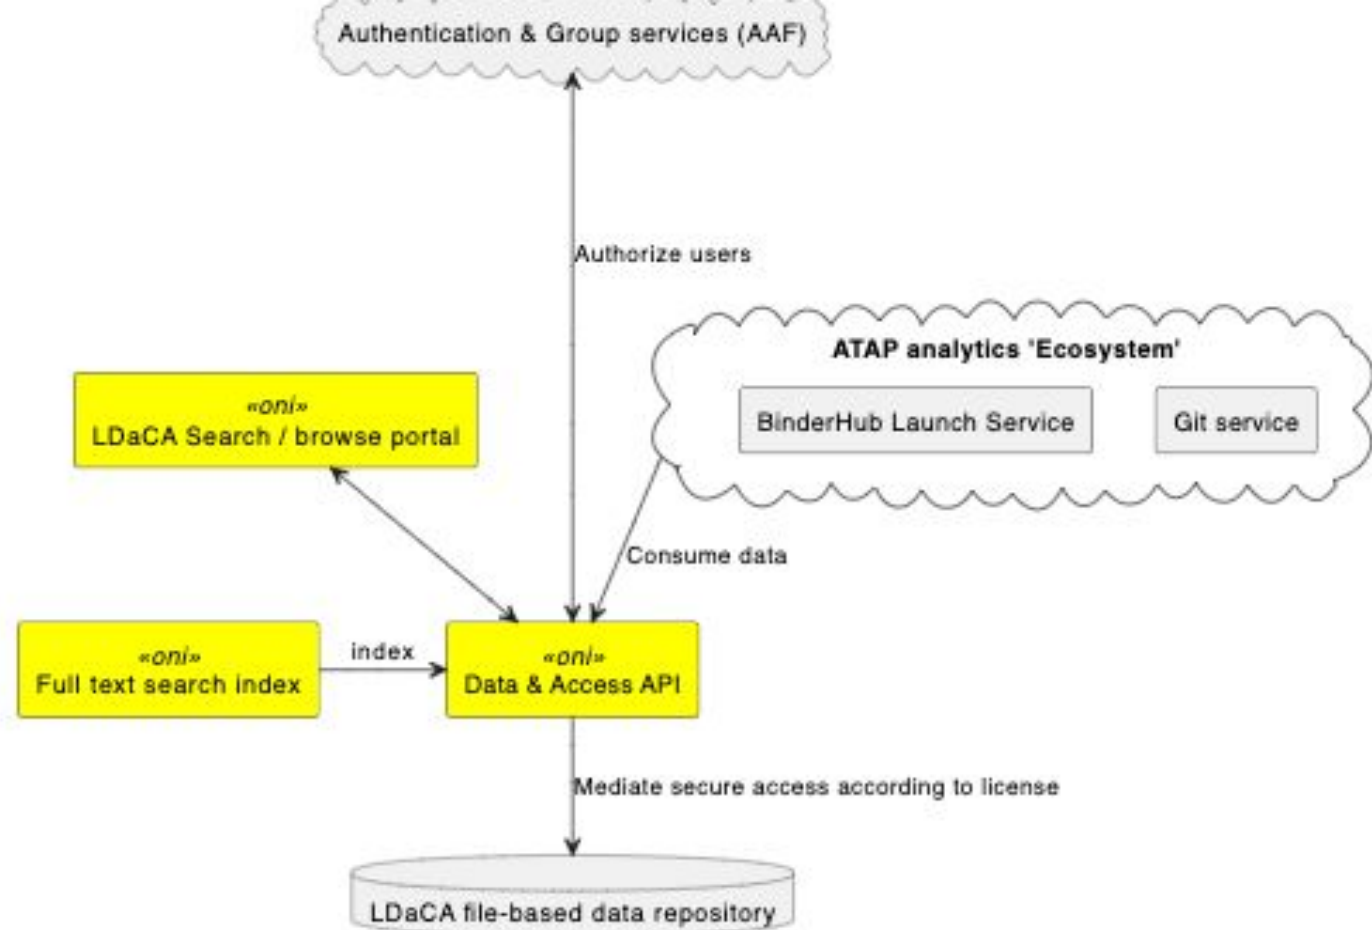 Authentication & Group services (AAF)
Authorize users
ATAP analytics 'Ecosystem'
BinderHub Launch Service
Git service
«oni»
LDaCA Search / browse portal
Consume data
«oni»
Full text search index
index
«oni»
Data & Access API
Mediate secure access according to license
LDaCA file-based data repository